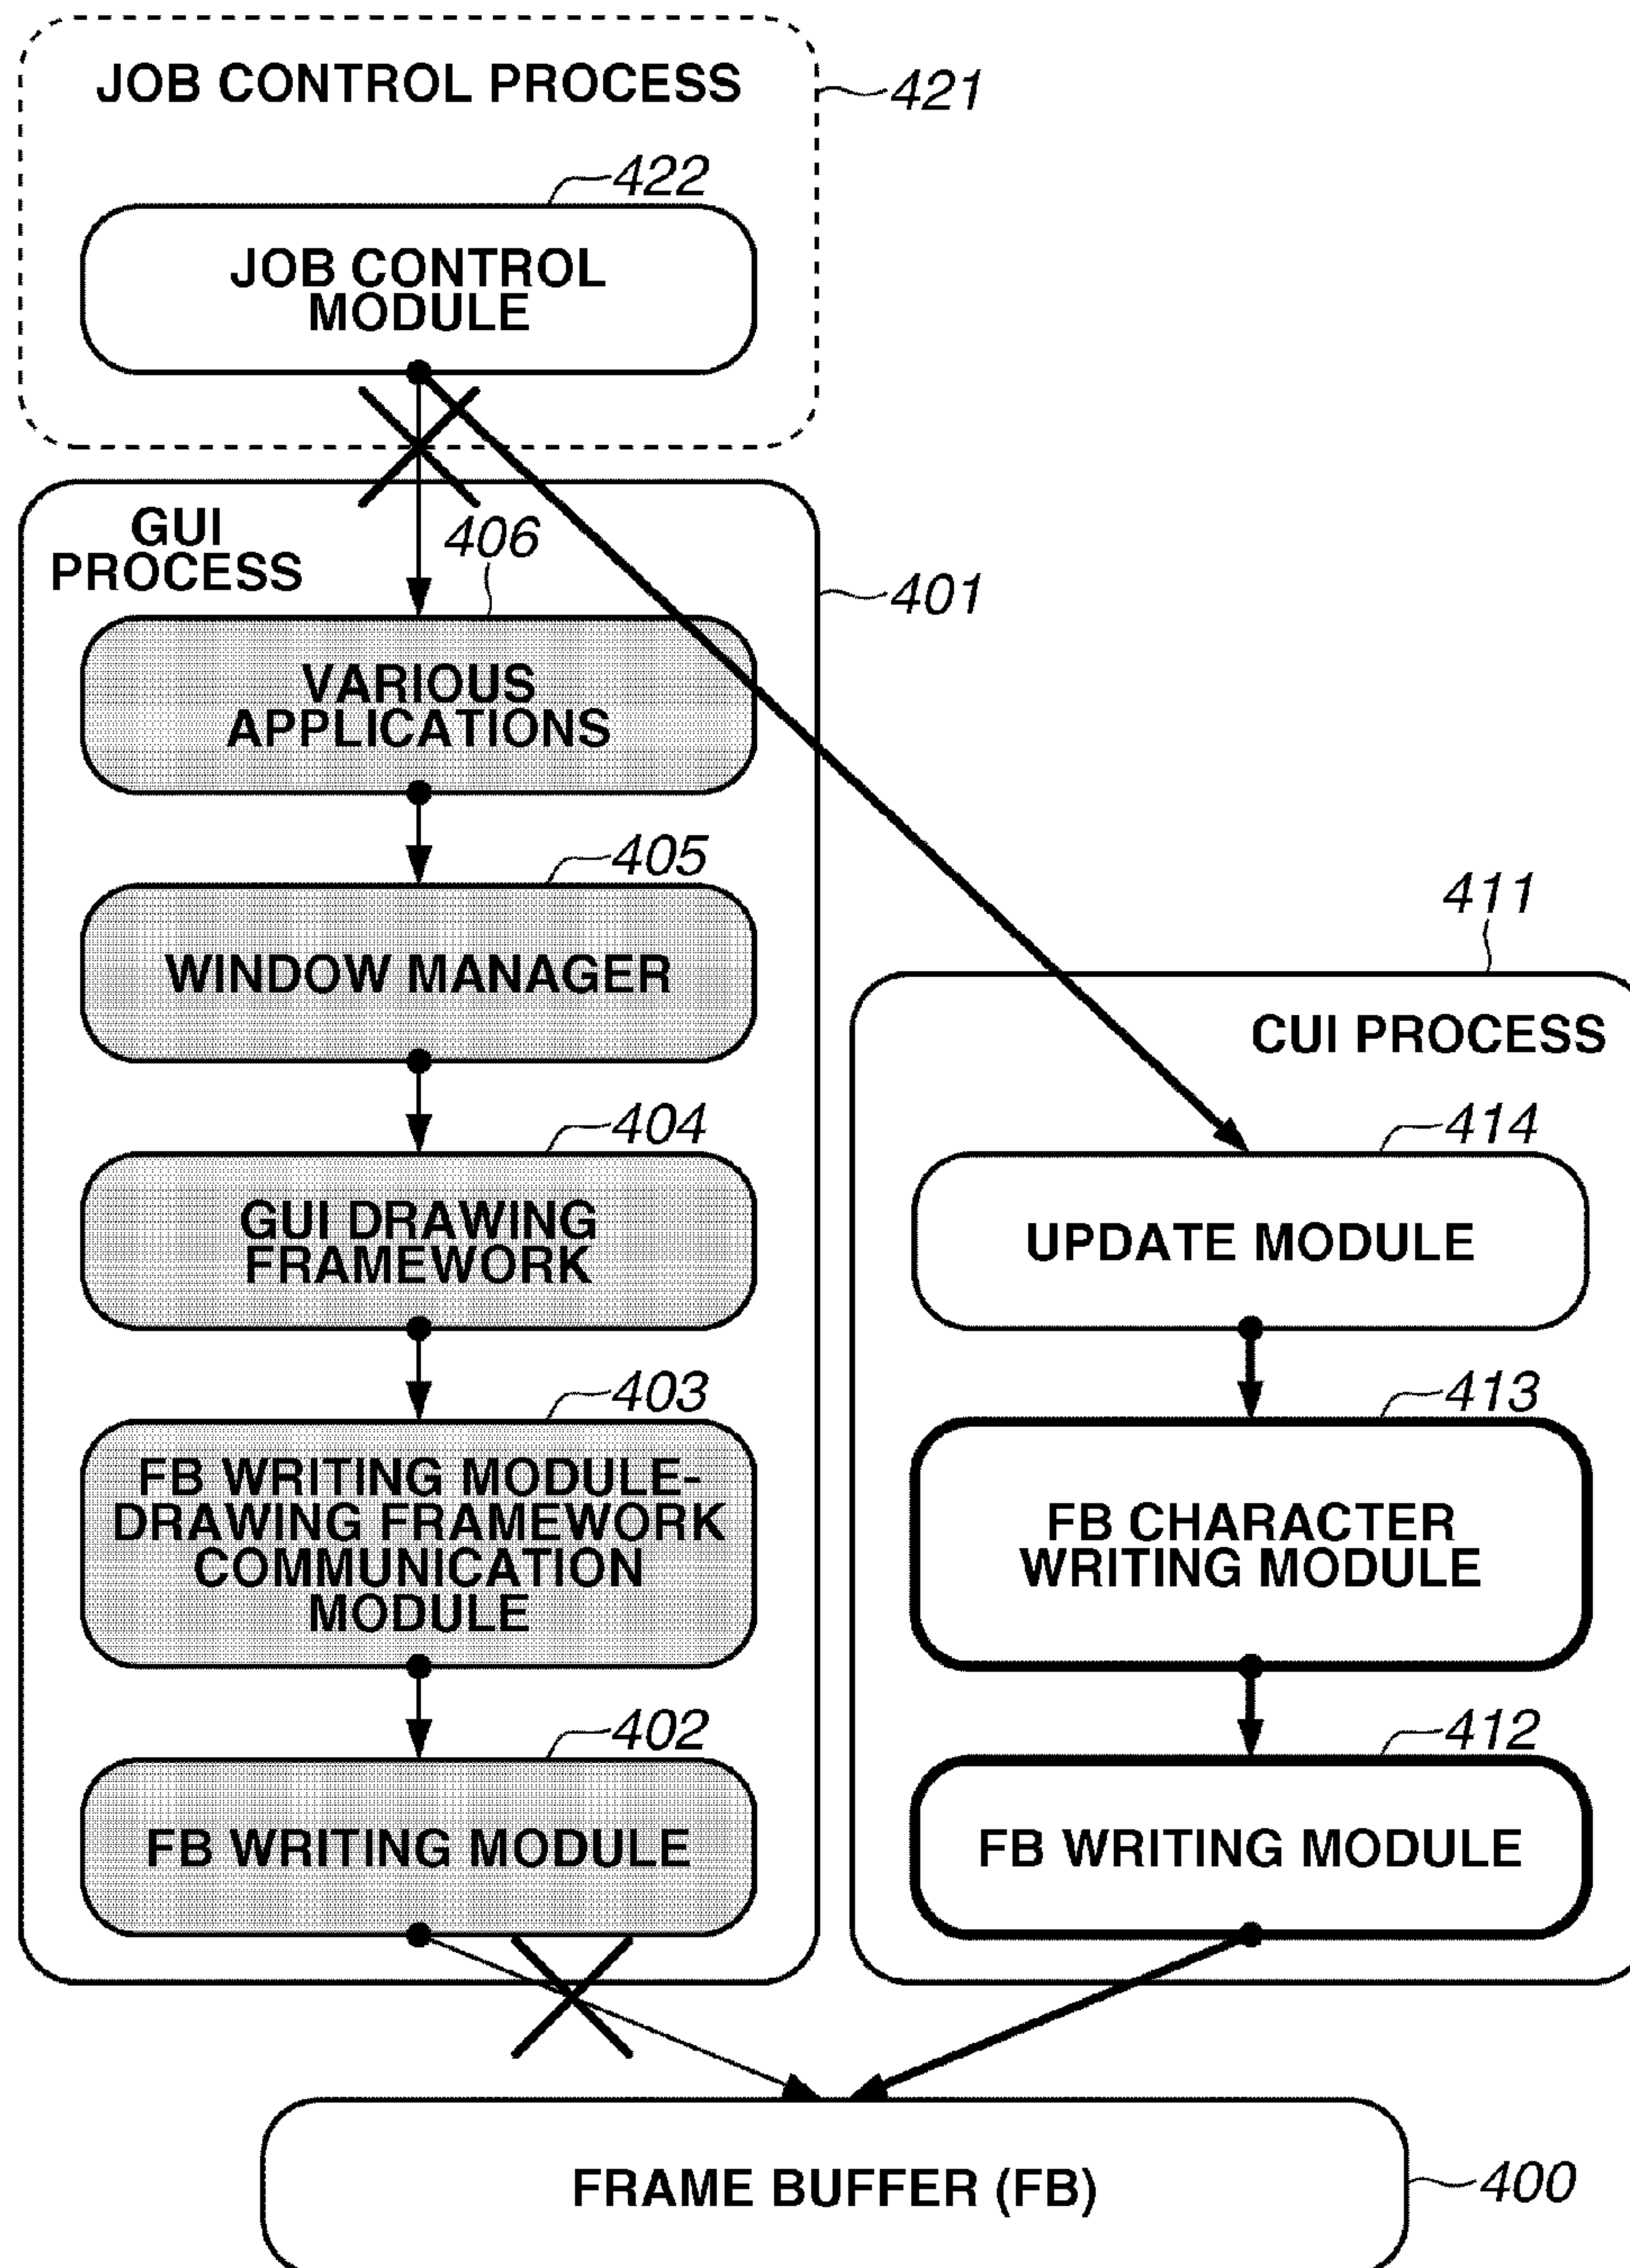 JOB CONTROL PROCESS
421
422
JOB CONTROL
MODULE
GUI
PROCESS
406
401
VARIOUS
APPLICATIONS
405
WINDOW MANAGER
411
CUI PROCESS
404
GUI DRAWING
FRAMEWORK
414
UPDATE MODULE
403
FB WRITING MODULE-
DRAWING FRAMEWORK
COMMUNICATION
MODULE
413
FB CHARACTER
WRITING MODULE
402
FB WRITING MODULE
412
FB WRITING MODULE
FRAME BUFFER (FB)
400